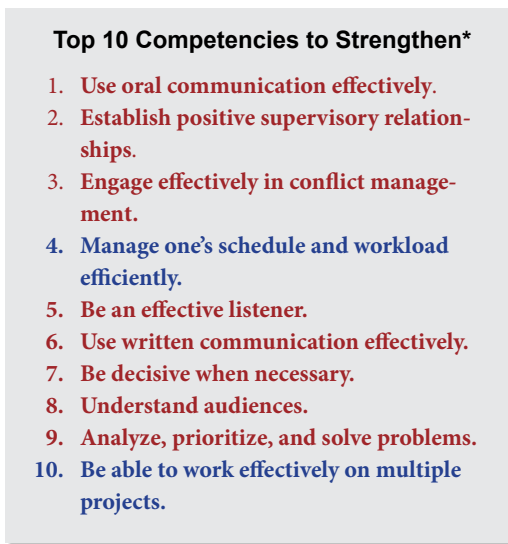 Top 10 Competencies to Strengthen*
1. Use oral communication effectively.
2. Establish positive supervisory relation-
ships.
3. Engage effectively in conflict manage-
ment.
4. Manage one’s schedule and workload
efficiently.
5. Be an effective listener.
6. Use written communication effectively.
7. Be decisive when necessary.
8. Understand audiences.
9. Analyze, prioritize, and solve problems.
10. Be able to work effectively on multiple
projects.